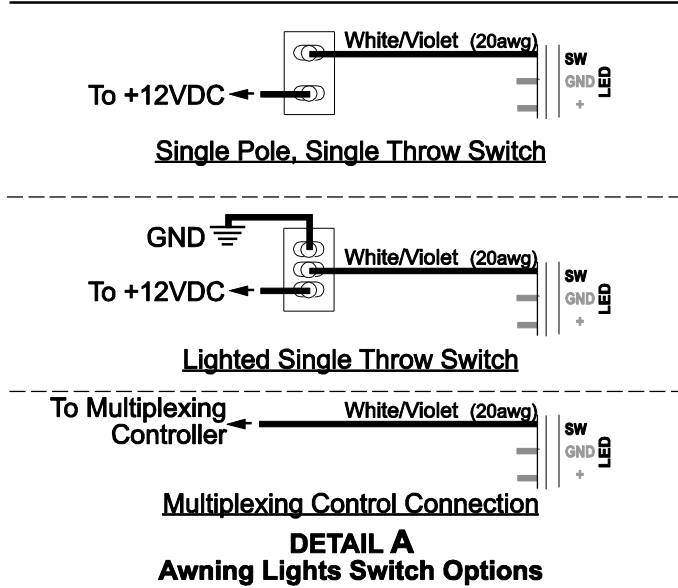 White/Violet (20awg)
SW
GND
+
LED
To +12VDC
Single Pole, Single Throw Switch
GND
White/Violet (20awg)
To +12VDC
SW
GND
+
LED
Lighted Single Throw Switch
To Multiplexing
Controller
White/Violet (20awg)
SW
GND
+
LED
Multiplexing Control Connection
DETAIL A
Awning Lights Switch Options